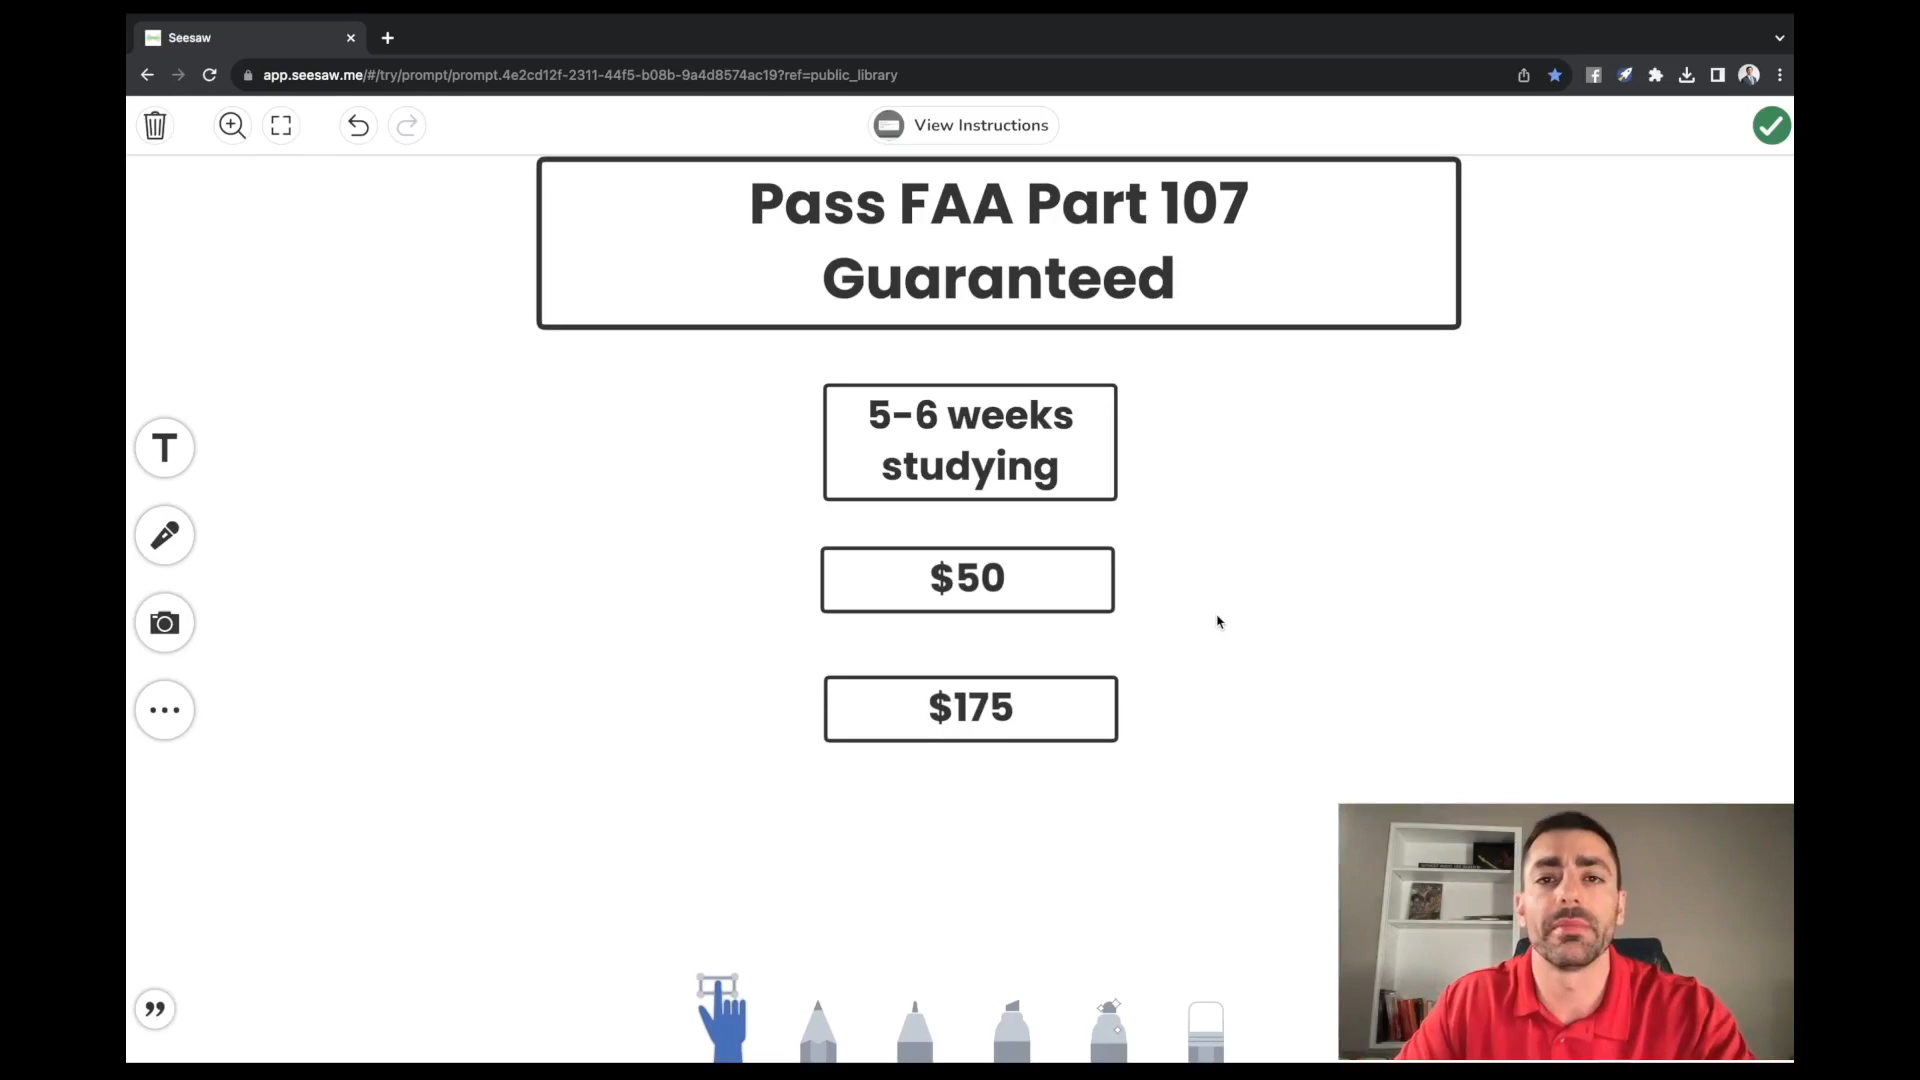 Seesaw
app.seesaw.me/#/try/prompt/prompt.4e2cd12f-2311-44f5-b08b-9a4d8574ac19?ref=public_library
View Instructions
Pass FAA Part 107
Guaranteed
5-6 weeks
studying
$50
$175
T